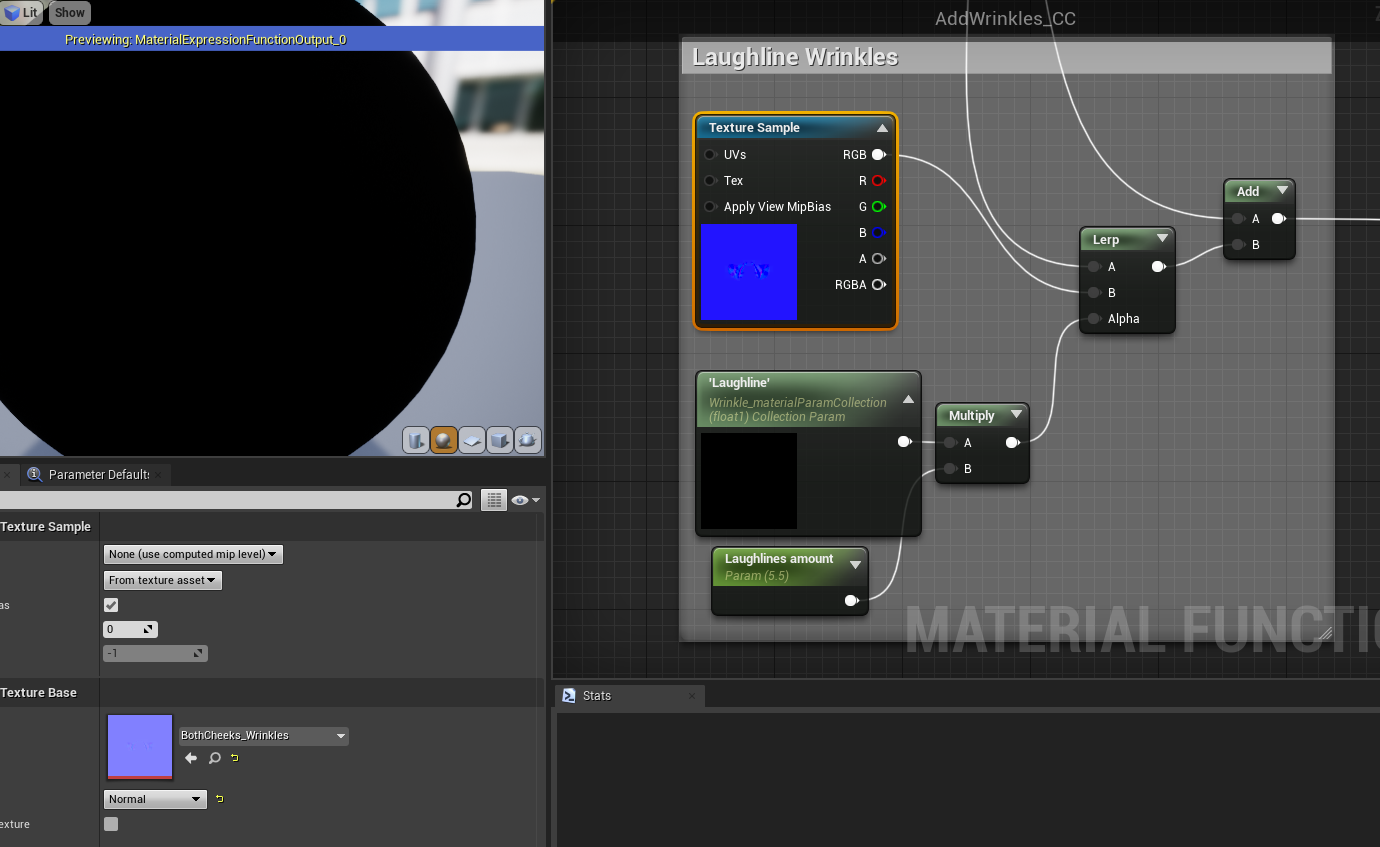 Lit
Show
Previewing: MaterialExpressionFunctionOutput_0
Parameter Defaults
Texture Sample
None (use computed mip level)
From texture asset
as
0
-1
Texture Base
BothCheeks_Wrinkles
Normal
exture
AddWrinkles_CC
Laughline Wrinkles
Texture Sample
UVs
RGB
Tex
R
Apply View MipBias
G
B
A
RGBA
'Laughline'
Wrinkle_materialParamCollection
(float1) Collection Param
Laughlines amount
Param (5.5)
Multiply
A
B
Lerp
A
B
Alpha
Add
A
B
MATERIAL FUNCTIO
Stats